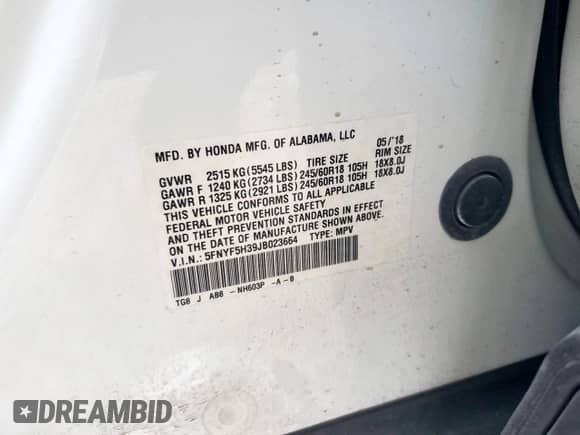 MFD. BY HONDA MFG. OF ALABAMA, LLC 05/'18
GVWR 2515 KG(5545 LBS) TIRE SIZE RIM SIZE
GAWR F 1240 KG(2734 LBS)245/60R18 105H 18X8.0J
GAWR R 1325 KG(2921 LBS)245/60R18 105H 18X8.0J
THIS VEHICLE CONFORMS TO ALL APPLICABLE
FEDERAL MOTOR VEHICLE SAFETY
AND THEFT PREVENTION STANDARDS IN EFFECT
ON THE DATE OF MANUFACTURE SHOWN ABOVE.
V.I.N.: 5FNYF5H39JB023664 TYPE: MPV
TG8 J AB6 -NH603P -A -B
DREAMBID